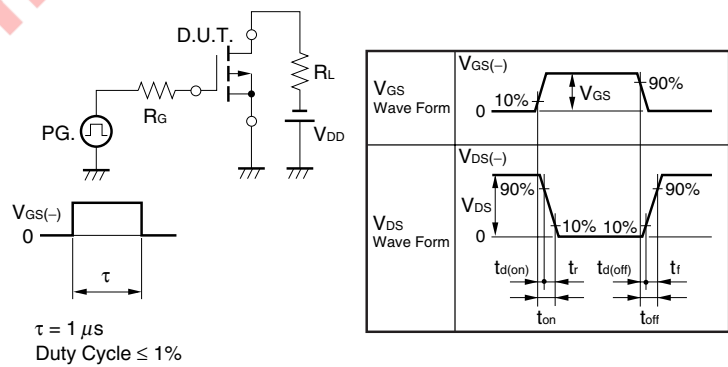 D.U.T.
RL
RG
PG.
VDD
VGS(−)
0
τ
τ = 1 μs
Duty Cycle ≤ 1%
VGS
Wave Form
VGS(−)
10%
0
VGS
90%
VDS
Wave Form
VDS(−)
90%
VDS
0
10% 10%
90%
td(on) tr td(off) tf
ton toff